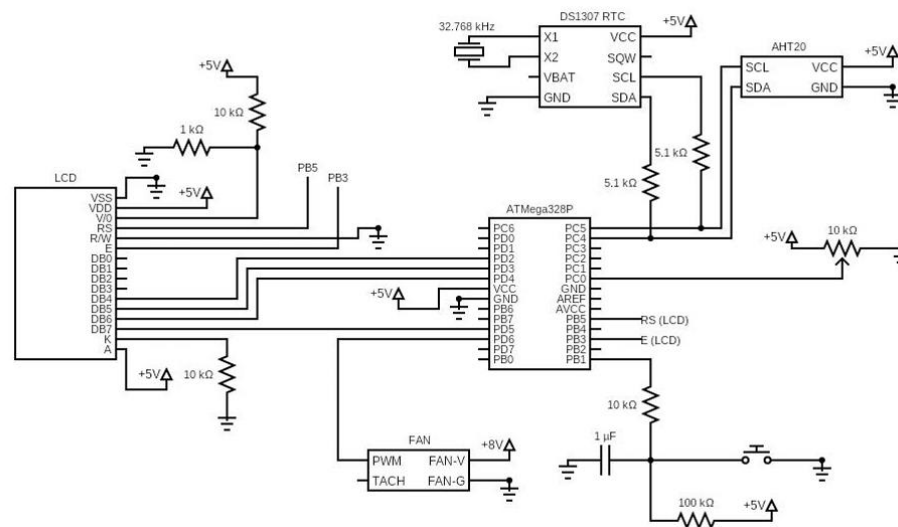 DS1307 RTC
32.768 kHz
+5V
X1
VCC
X2
SQW
VBAT
SCL
GND
SDA
AHT20
+5V
SCL
VCC
SDA
GND
+5V
10 kΩ
1 kΩ
5.1 kΩ
5.1 kΩ
PB5
PB3
LCD
+5V
VSS
VDD
V/0
RS
R/W
E
DB0
DB1
DB2
DB3
DB4
DB5
DB6
DB7
K
A
+5V
10 kΩ
ATMega328P
PC6
PD0
PD1
PD2
PD3
PD4
VCC
GND
PB6
PB7
PD5
PD6
PD7
PB0
PC5
PC4
PC3
PC2
PC1
PC0
GND
AREF
AVCC
PB5
PB4
PB3
PB2
PB1
+5V
RS (LCD)
E (LCD)
+5V
10 kΩ
10 kΩ
1 µF
100 kΩ
+5V
FAN
+8V
PWM
FAN-V
TACH
FAN-G